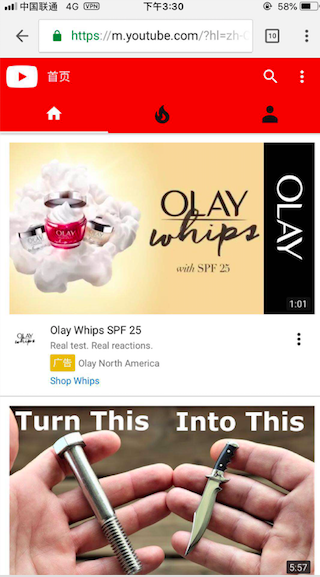 中国联通 4G VPN 下午3:30 58%
https://m.youtube.com/?hl=zh-C
10
首页
OLAY
whips
with SPF 25
OLAY
1:01
OLAY
whips
Olay Whips SPF 25
Real test. Real reactions.
广告 Olay North America
Shop Whips
Turn This Into This
5:57